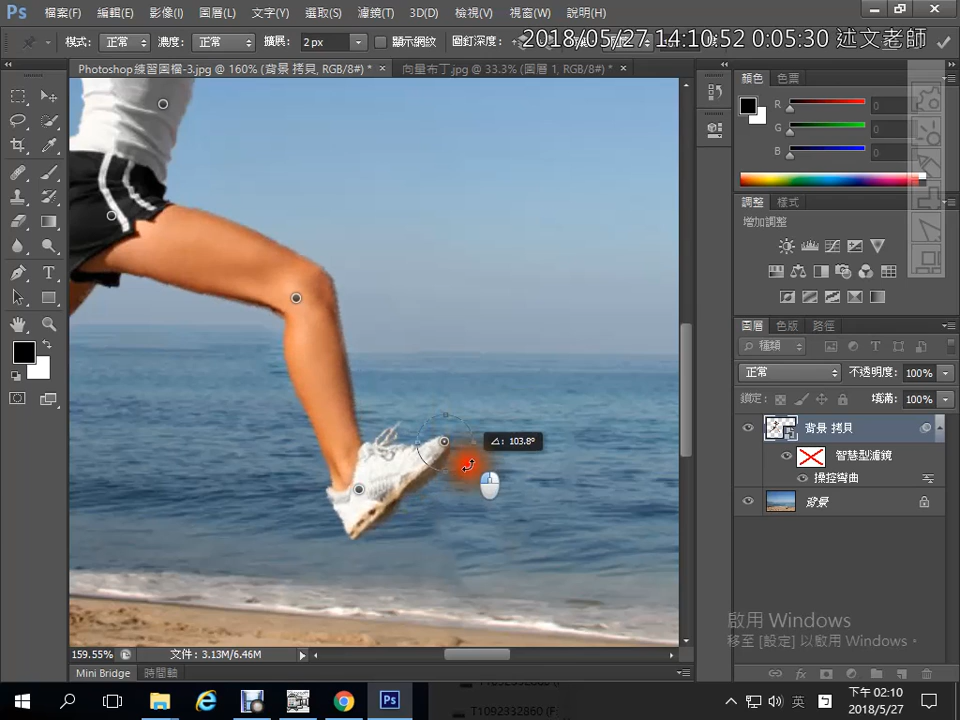 Ps 檔案(F) 編輯(E) 影像(I) 圖層(L) 文字(Y) 選取(S) 濾鏡(T) 3D(D) 檢視(V) 視窗(W) 說明(H)
模式: 正常 濃度: 正常 擴展: 2 px 顯示網紋 圖釘深度:
2018/05/27 14:10:52 0:05:30 述文老師
Photoshop練習圖檔-3.jpg @ 160% (背景 拷貝, RGB/8#) * × 向量布丁.jpg @ 33.3% (圖層 1, RGB/8#) * ×
顏色 色票
R 0
G 0
B 0
調整 樣式
增加調整
圖層 色版 路徑
種類
正常 不透明度: 100%
鎖定: 填滿: 100%
背景 拷貝
智慧型濾鏡
操控彎曲
背景
∠: 103.8°
啟用 Windows
移至 [設定] 以啟用 Windows。
159.55% 文件: 3.13M/6.46M
Mini Bridge 時間軸
T1092332860 (F
Ps
英
下午 02:10
2018/5/27